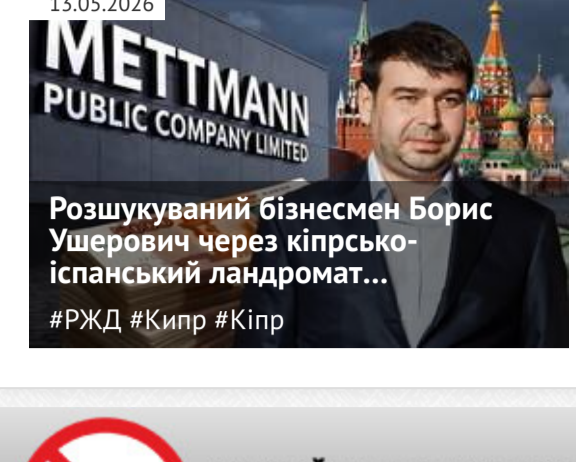 13.05.2026
METTMANN
PUBLIC COMPANY LIMITED
Розшукуваний бізнесмен Борис
Ушерович через кіпрсько-
іспанський ландромат...
#РЖД #Кипр #Кіпр